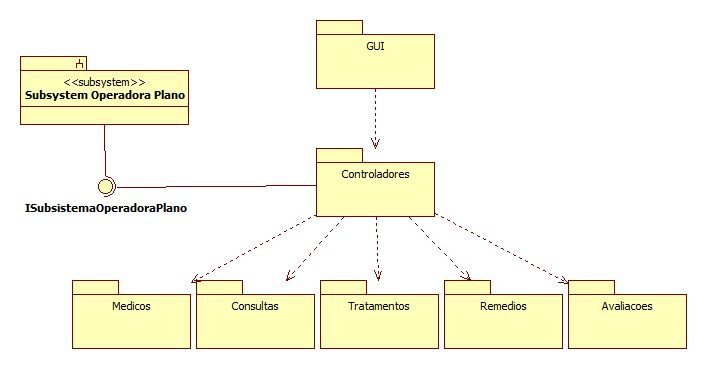 GUI
<<subsystem>>
Subsystem Operadora Plano
Controladores
ISubsistemaOperadoraPlano
Medicos
Consultas
Tratamentos
Remedios
Avaliacoes